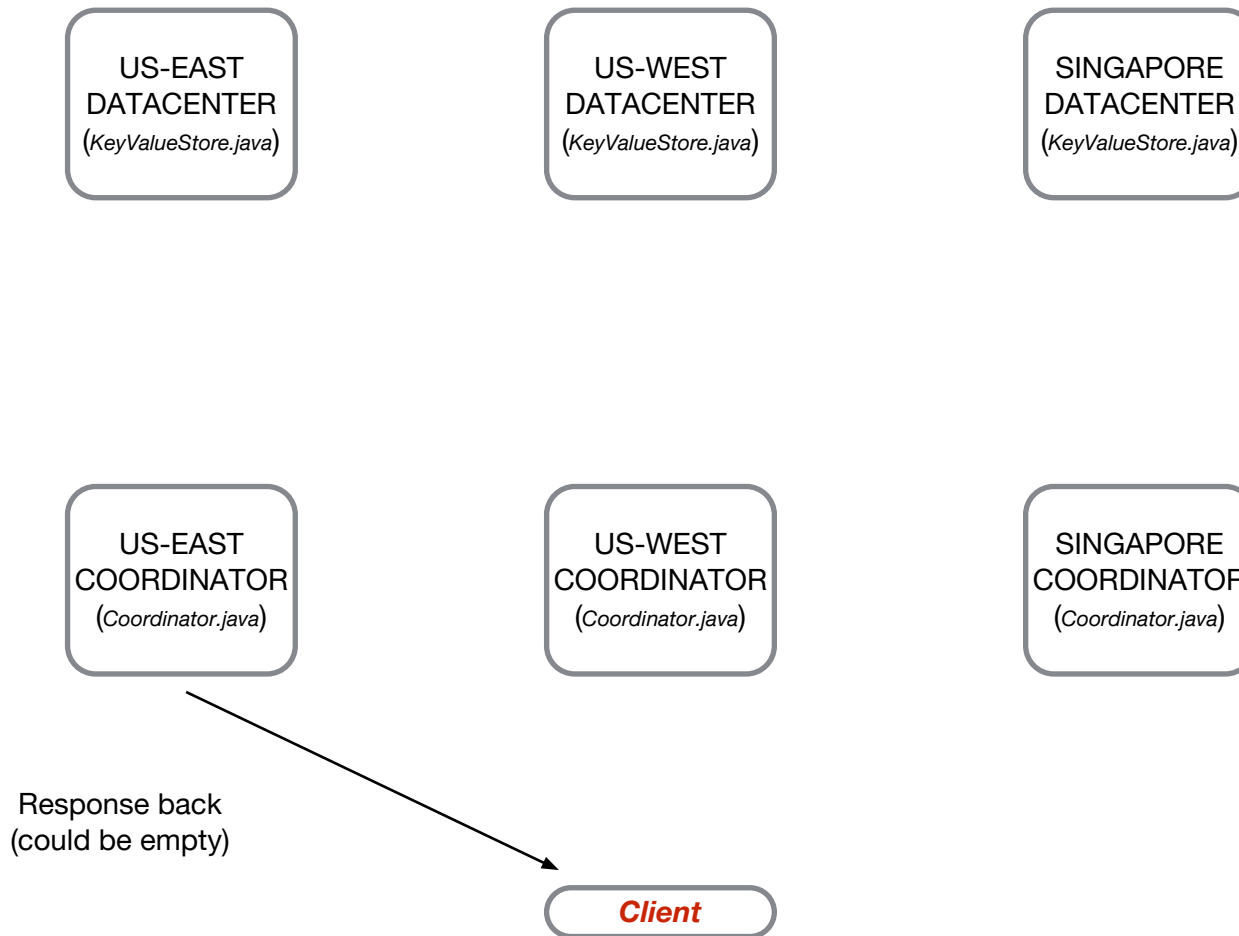 US-EAST
DATACENTER
(KeyValueStore.java)
US-WEST
DATACENTER
(KeyValueStore.java)
SINGAPORE
DATACENTER
(KeyValueStore.java)
US-EAST
COORDINATOR
(Coordinator.java)
US-WEST
COORDINATOR
(Coordinator.java)
SINGAPORE
COORDINATOR
(Coordinator.java)
Response back
(could be empty)
Client